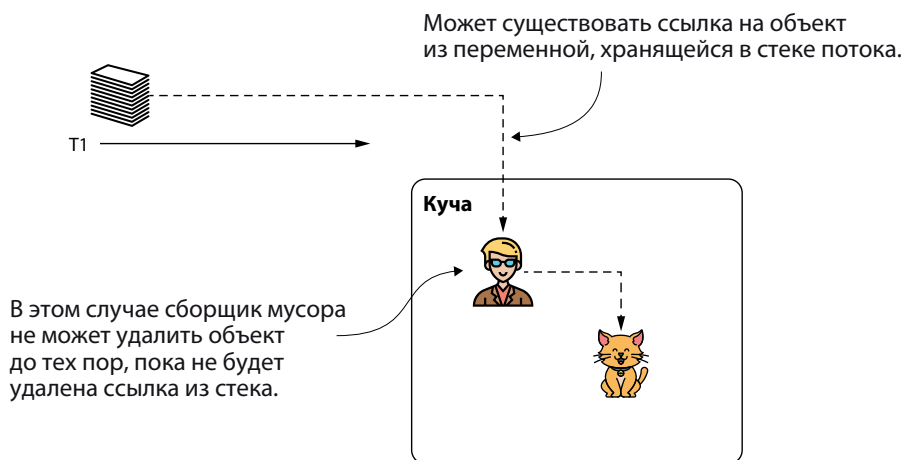 Может существовать ссылка на объект
из переменной, хранящейся в стеке потока.
T1
Куча
В этом случае сборщик мусора
не может удалить объект
до тех пор, пока не будет
удалена ссылка из стека.